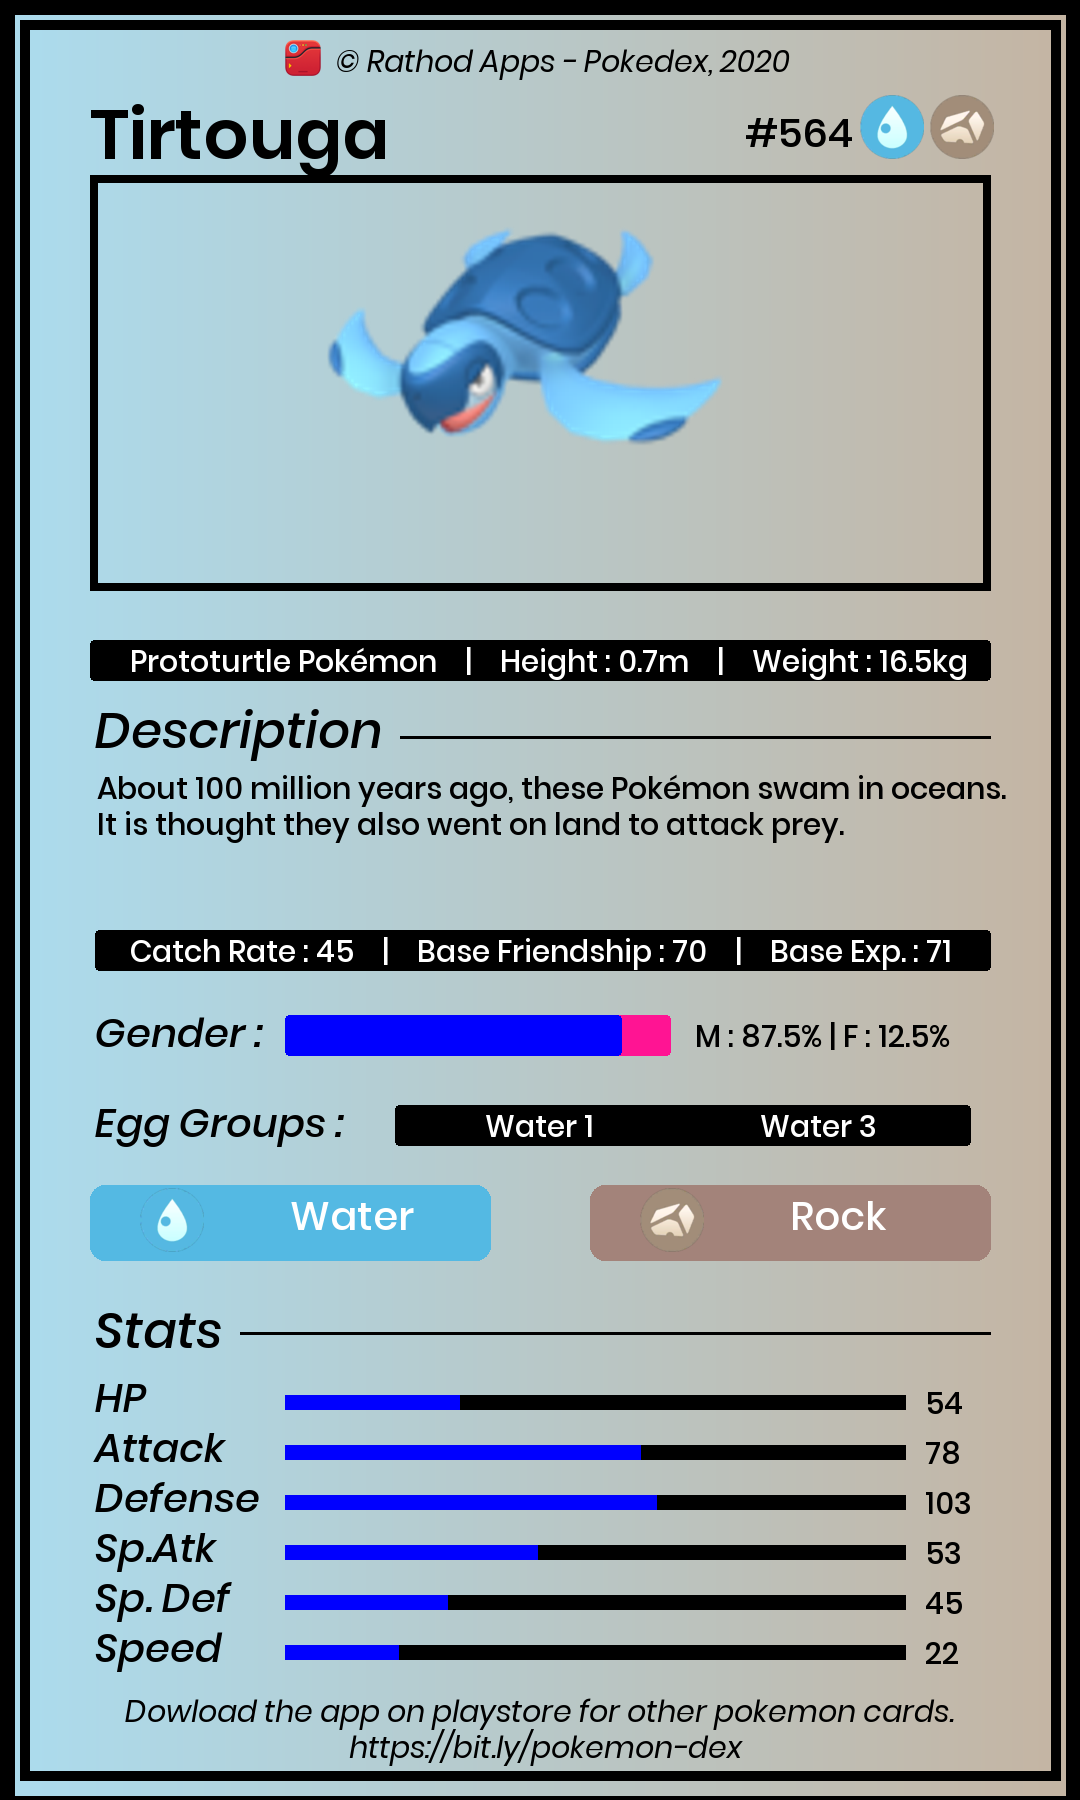 © Rathod Apps - Pokedex, 2020
Tirtouga
#564
Prototurtle Pokémon | Height : 0.7m | Weight : 16.5kg
Description
About 100 million years ago, these Pokémon swam in oceans.
It is thought they also went on land to attack prey.
Catch Rate : 45 | Base Friendship : 70 | Base Exp. : 71
Gender : M : 87.5% | F : 12.5%
Egg Groups : Water 1 Water 3
Water Rock
Stats
HP 54
Attack 78
Defense 103
Sp.Atk 53
Sp. Def 45
Speed 22
Dowload the app on playstore for other pokemon cards.
https://bit.ly/pokemon-dex